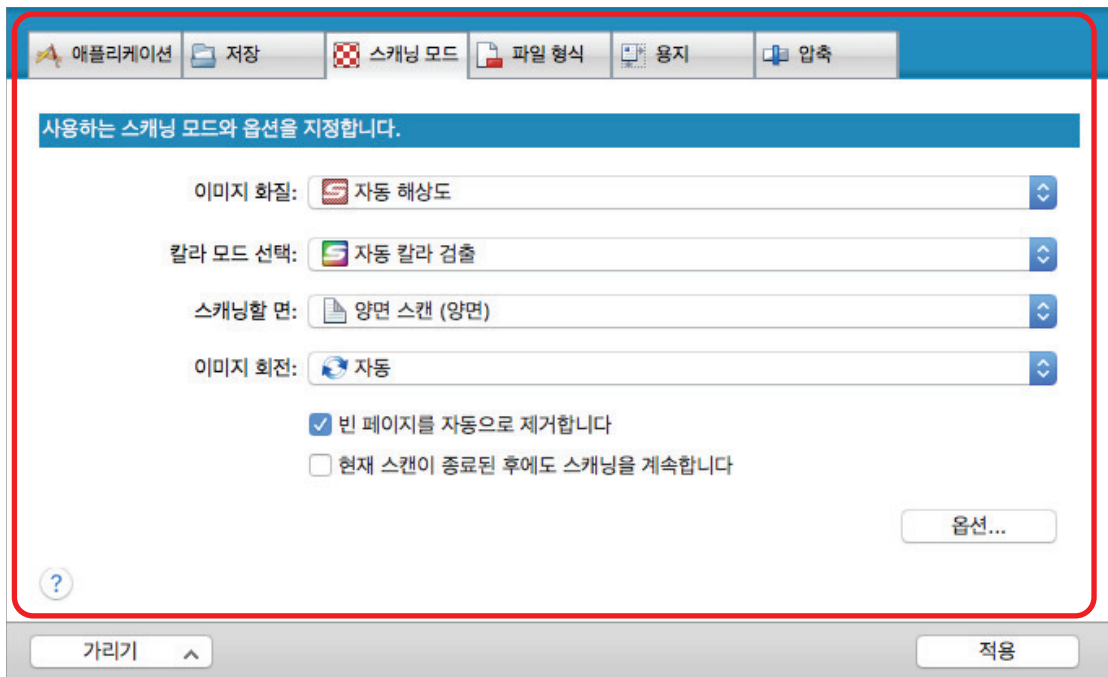 애플리케이션 저장 스캐닝 모드 파일 형식 용지 압축
사용하는 스캐닝 모드와 옵션을 지정합니다.
이미지 화질: 자동 해상도
칼라 모드 선택: 자동 칼라 검출
스캐닝할 면: 양면 스캔 (양면)
이미지 회전: 자동
빈 페이지를 자동으로 제거합니다
현재 스캔이 종료된 후에도 스캐닝을 계속합니다
옵션...
?
가리기 적용